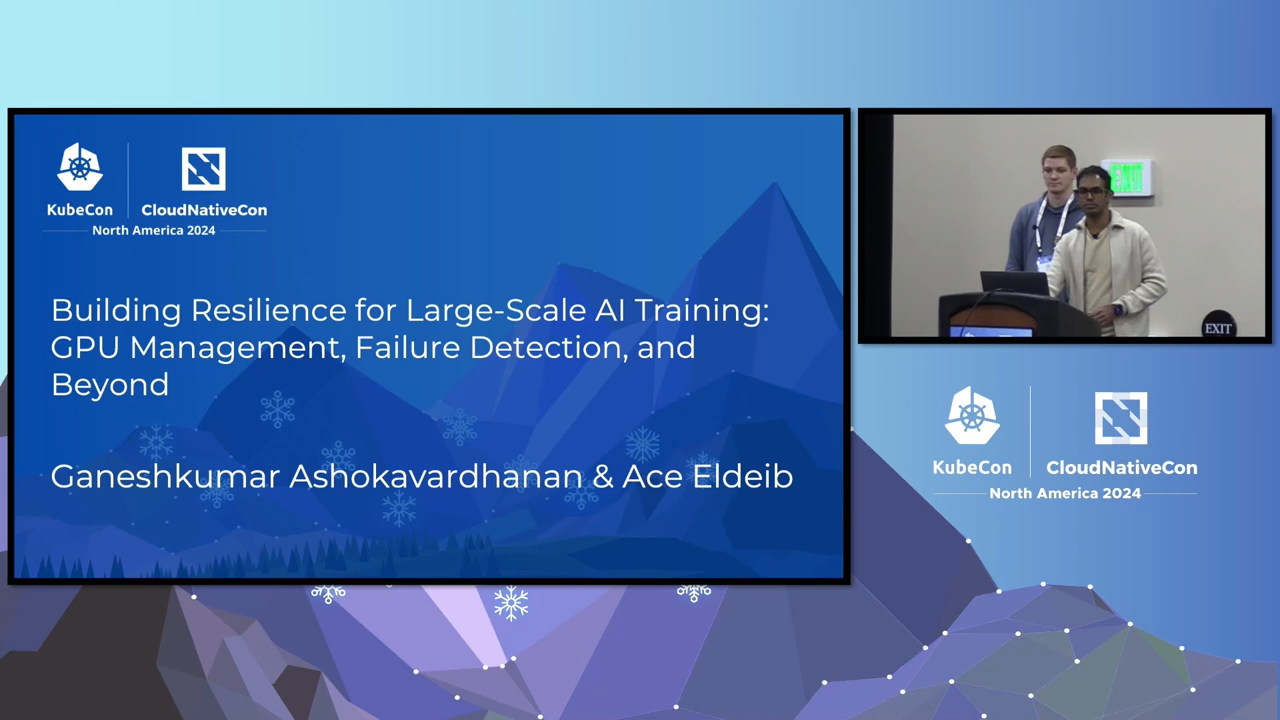 KubeCon
CloudNativeCon
North America 2024
Building Resilience for Large-Scale AI Training:
GPU Management, Failure Detection, and
Beyond
Ganeshkumar Ashokavardhanan & Ace Eldeib
EXIT
EXIT
KubeCon
CloudNativeCon
North America 2024